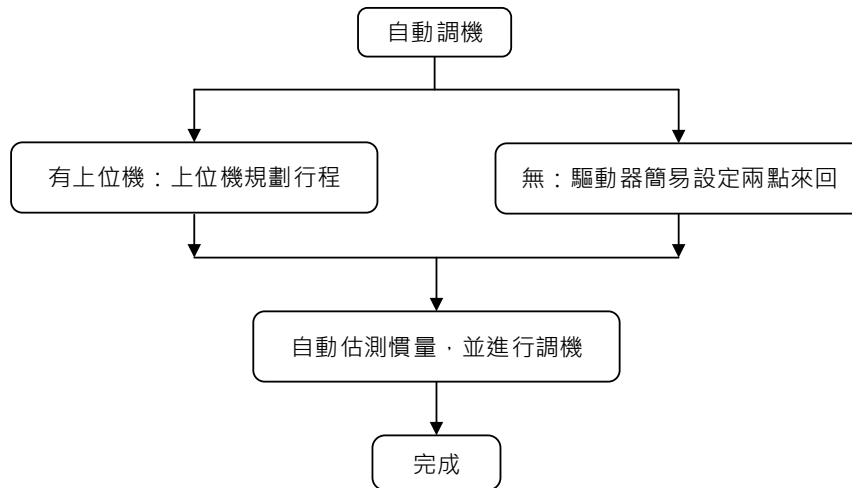 自動調機
有上位機：上位機規劃行程
無：驅動器簡易設定兩點來回
自動估測慣量，並進行調機
完成